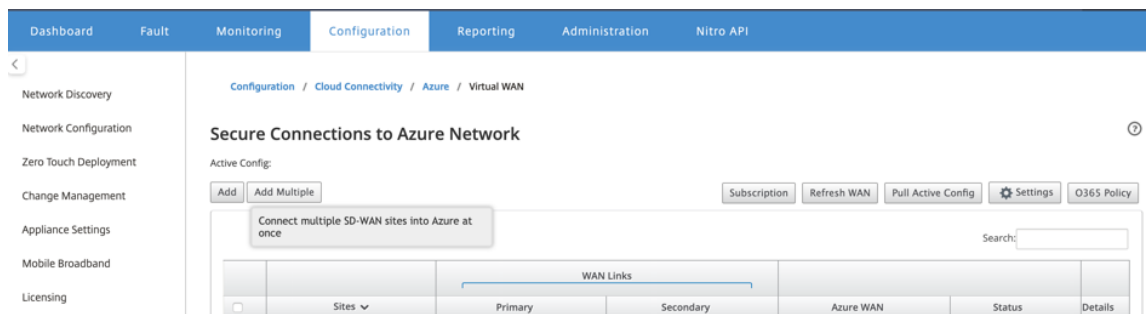 Dashboard Fault Monitoring Configuration Reporting Administration Nitro API
Configuration / Cloud Connectivity / Azure / Virtual WAN
Network Discovery
Network Configuration
Zero Touch Deployment
Change Management
Appliance Settings
Mobile Broadband
Licensing
Secure Connections to Azure Network
Active Config:
Add Add Multiple Subscription Refresh WAN Pull Active Config Settings O365 Policy
Connect multiple SD-WAN sites into Azure at
once
Search:
WAN Links
Sites Primary Secondary Azure WAN Status Details